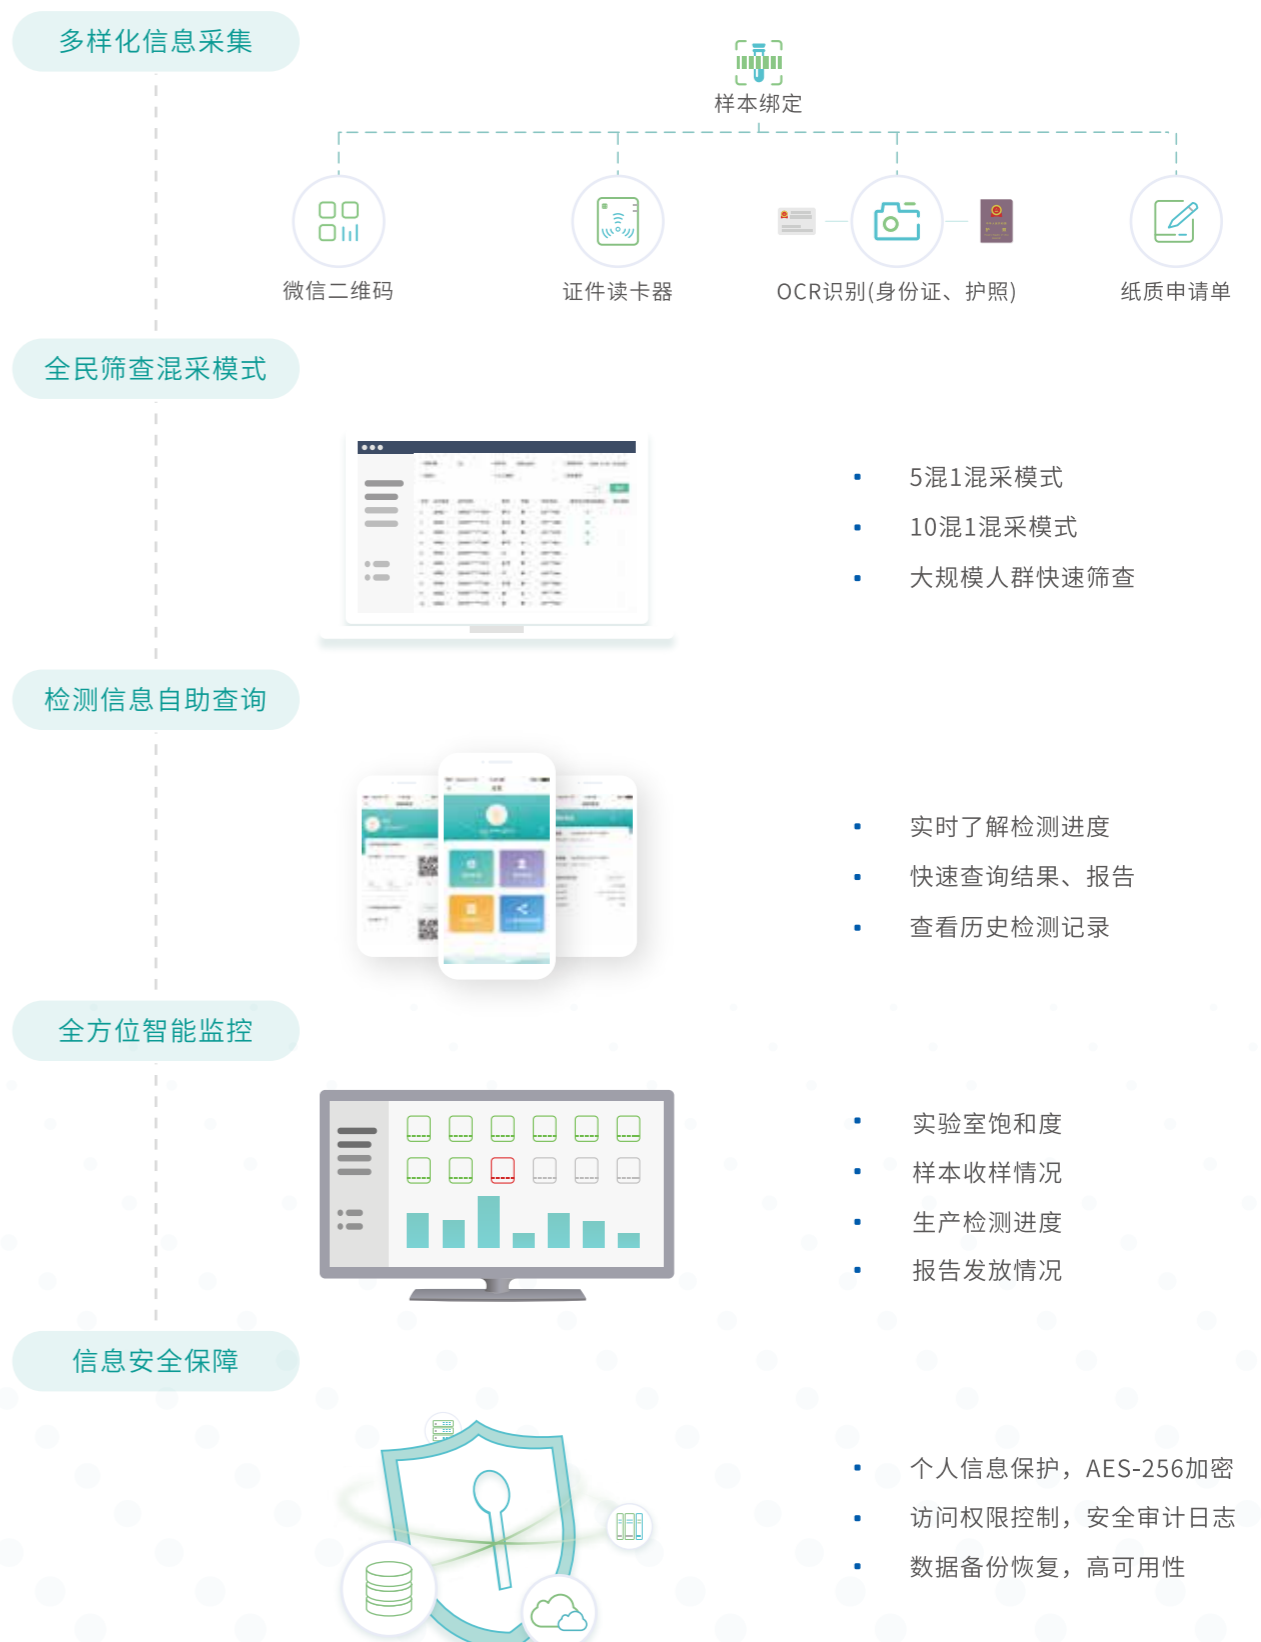 多样化信息采集
样本绑定
微信二维码
证件读卡器
OCR识别(身份证、护照)
纸质申请单
全民筛查混采模式
5混1混采模式
10混1混采模式
大规模人群快速筛查
检测信息自助查询
实时了解检测进度
快速查询结果、报告
查看历史检测记录
全方位智能监控
实验室饱和度
样本收样情况
生产检测进度
报告发放情况
信息安全保障
个人信息保护，AES-256加密
访问权限控制，安全审计日志
数据备份恢复，高可用性